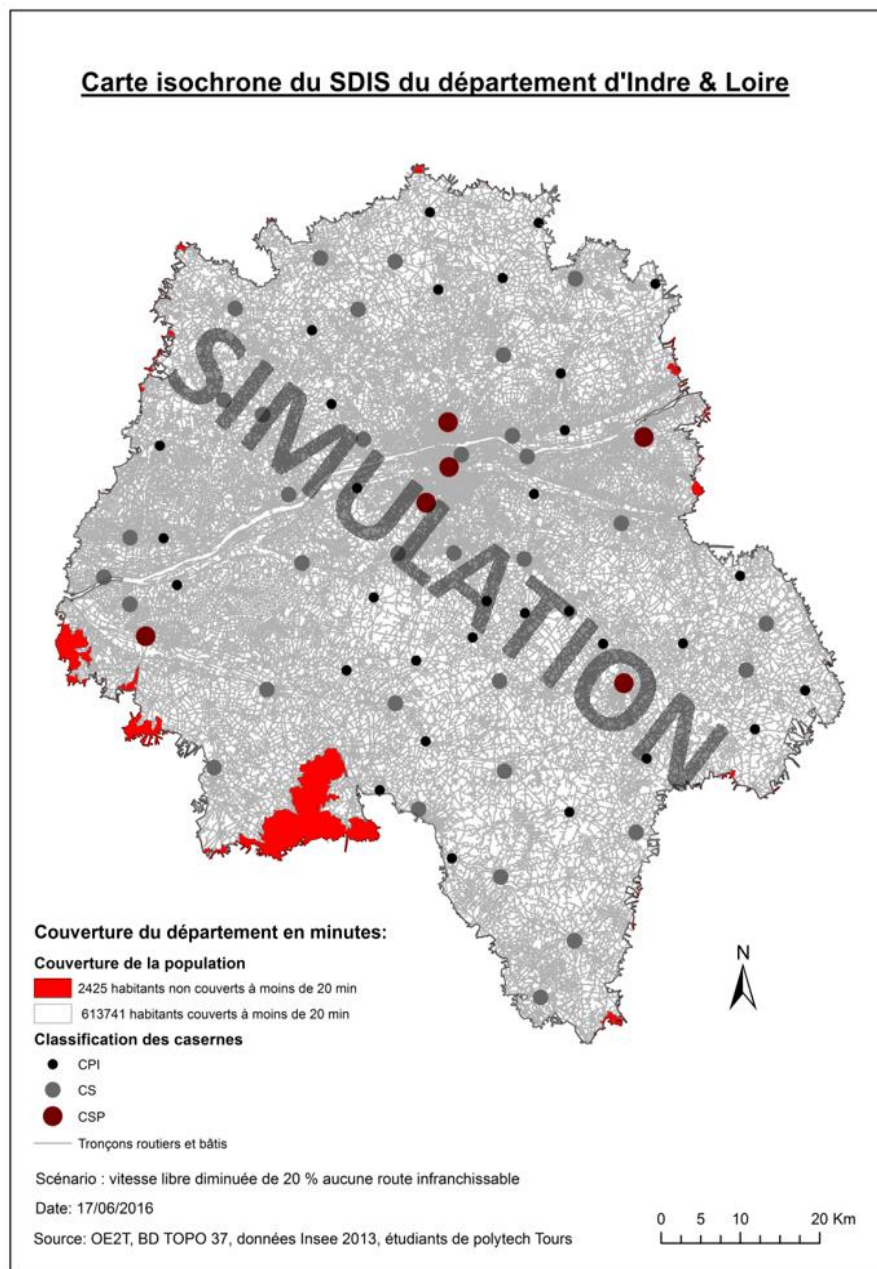 Carte isochrone du SDIS du département d'Indre & Loire
SIMULATION
Couverture du département en minutes:
Couverture de la population
2425 habitants non couverts à moins de 20 min
613741 habitants couverts à moins de 20 min
Classification des casernes
CPI
CS
CSP
Tronçons routiers et bâtis
N
Scénario : vitesse libre diminuée de 20 % aucune route infranchissable
Date: 17/06/2016
Source: OE2T, BD TOPO 37, données Insee 2013, étudiants de polytech Tours
0 5 10 20 Km